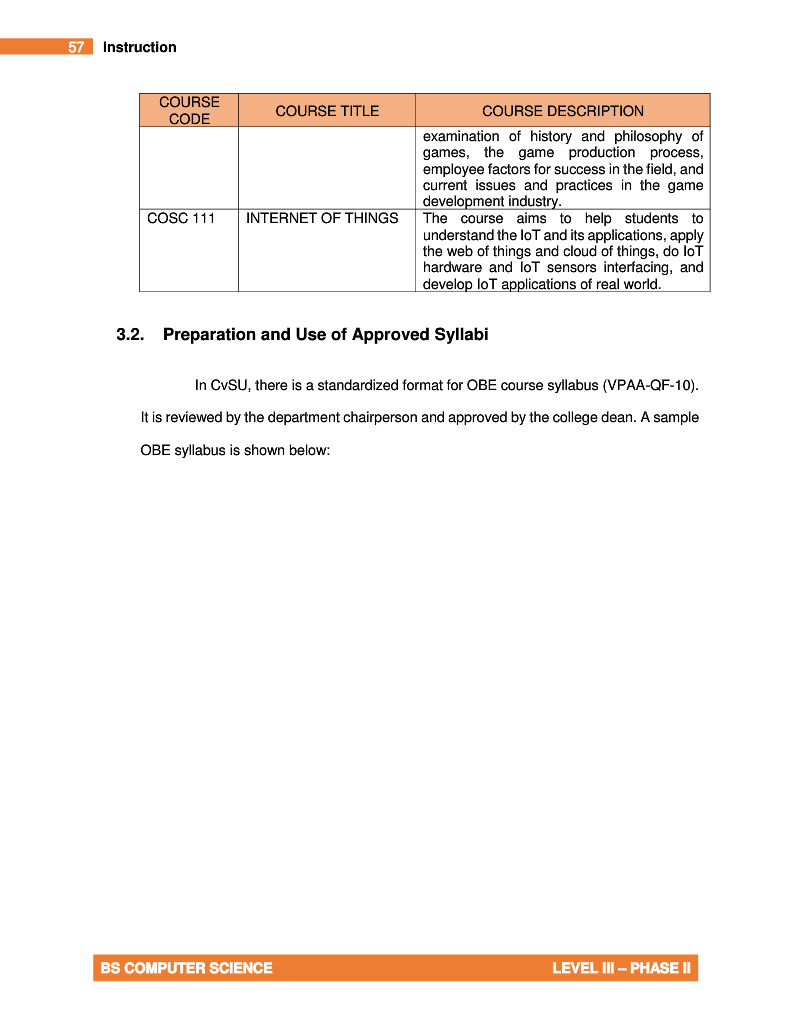 57 Instruction
COURSE CODE COURSE TITLE COURSE DESCRIPTION
examination of history and philosophy of
games, the game production process,
employee factors for success in the field, and
current issues and practices in the game
development industry.
COSC 111 INTERNET OF THINGS The course aims to help students to
understand the IoT and its applications, apply
the web of things and cloud of things, do IoT
hardware and IoT sensors interfacing, and
develop IoT applications of real world.
3.2. Preparation and Use of Approved Syllabi
In CvSU, there is a standardized format for OBE course syllabus (VPAA-QF-10).
It is reviewed by the department chairperson and approved by the college dean. A sample
OBE syllabus is shown below:
BS COMPUTER SCIENCE LEVEL III – PHASE II